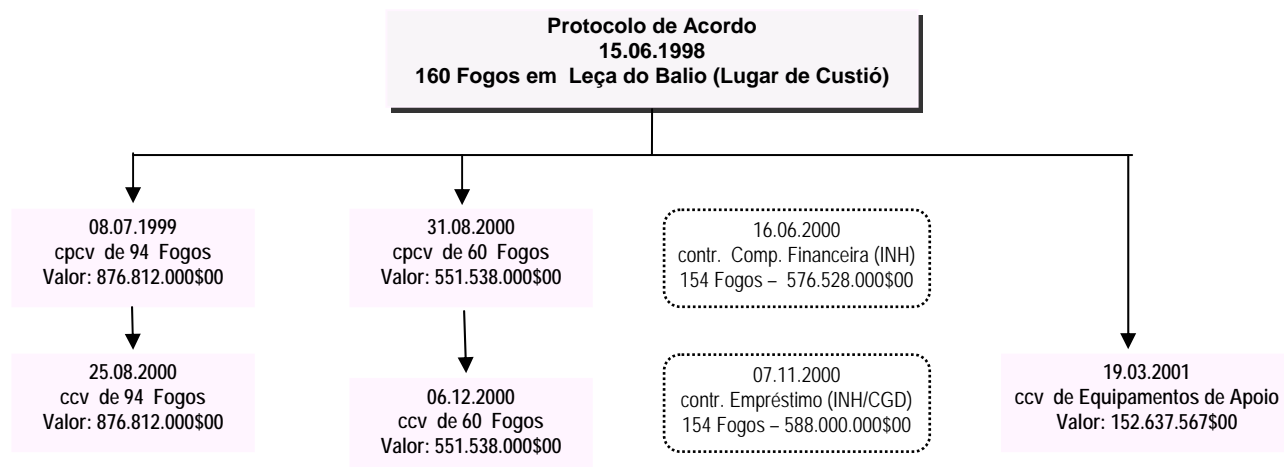 Protocolo de Acordo
15.06.1998
160 Fogos em Leça do Balio (Lugar de Custió)
08.07.1999
cpcv de 94 Fogos
Valor: 876.812.000$00
31.08.2000
cpcv de 60 Fogos
Valor: 551.538.000$00
16.06.2000
contr. Comp. Financeira (INH)
154 Fogos – 576.528.000$00
25.08.2000
ccv de 94 Fogos
Valor: 876.812.000$00
06.12.2000
ccv de 60 Fogos
Valor: 551.538.000$00
07.11.2000
contr. Empréstimo (INH/CGD)
154 Fogos – 588.000.000$00
19.03.2001
ccv de Equipamentos de Apoio
Valor: 152.637.567$00